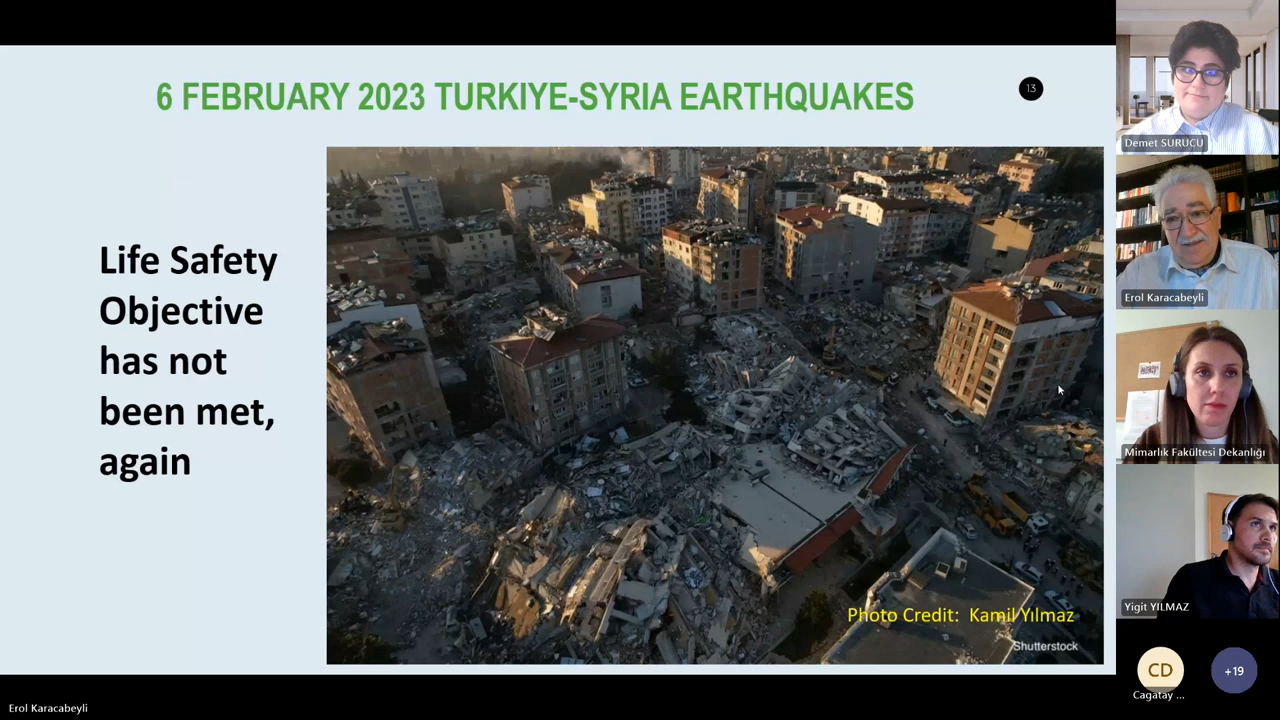 6 FEBRUARY 2023 TURKIYE-SYRIA EARTHQUAKES
13
Life Safety
Objective
has not
been met,
again
Photo Credit: Kamil Yılmaz
Shutterstock
Demet SURUCU
Erol Karacabeyli
Mimarlık Fakültesi Dekanlığı
Yigit YILMAZ
CD
Cagatay ...
+19
Erol Karacabeyli